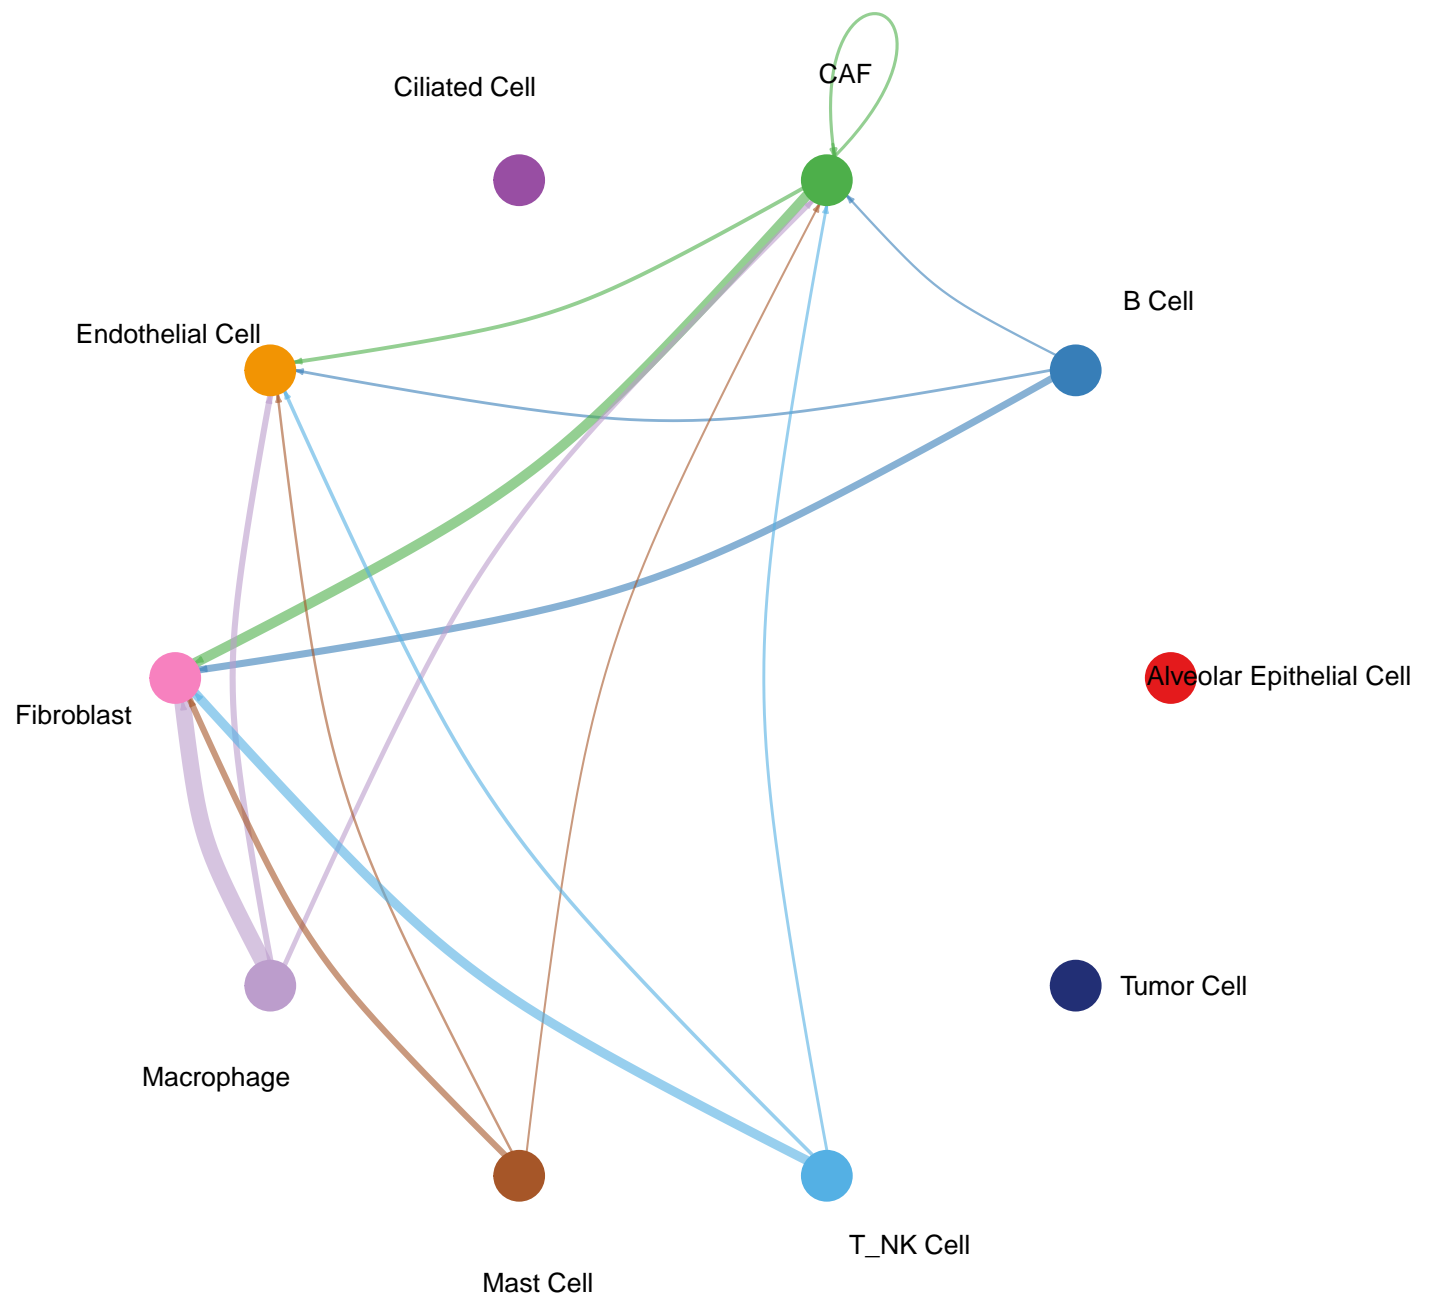 CAF
Ciliated Cell
B Cell
Endothelial Cell
Alveolar Epithelial Cell
Fibroblast
Tumor Cell
Macrophage
T_NK Cell
Mast Cell